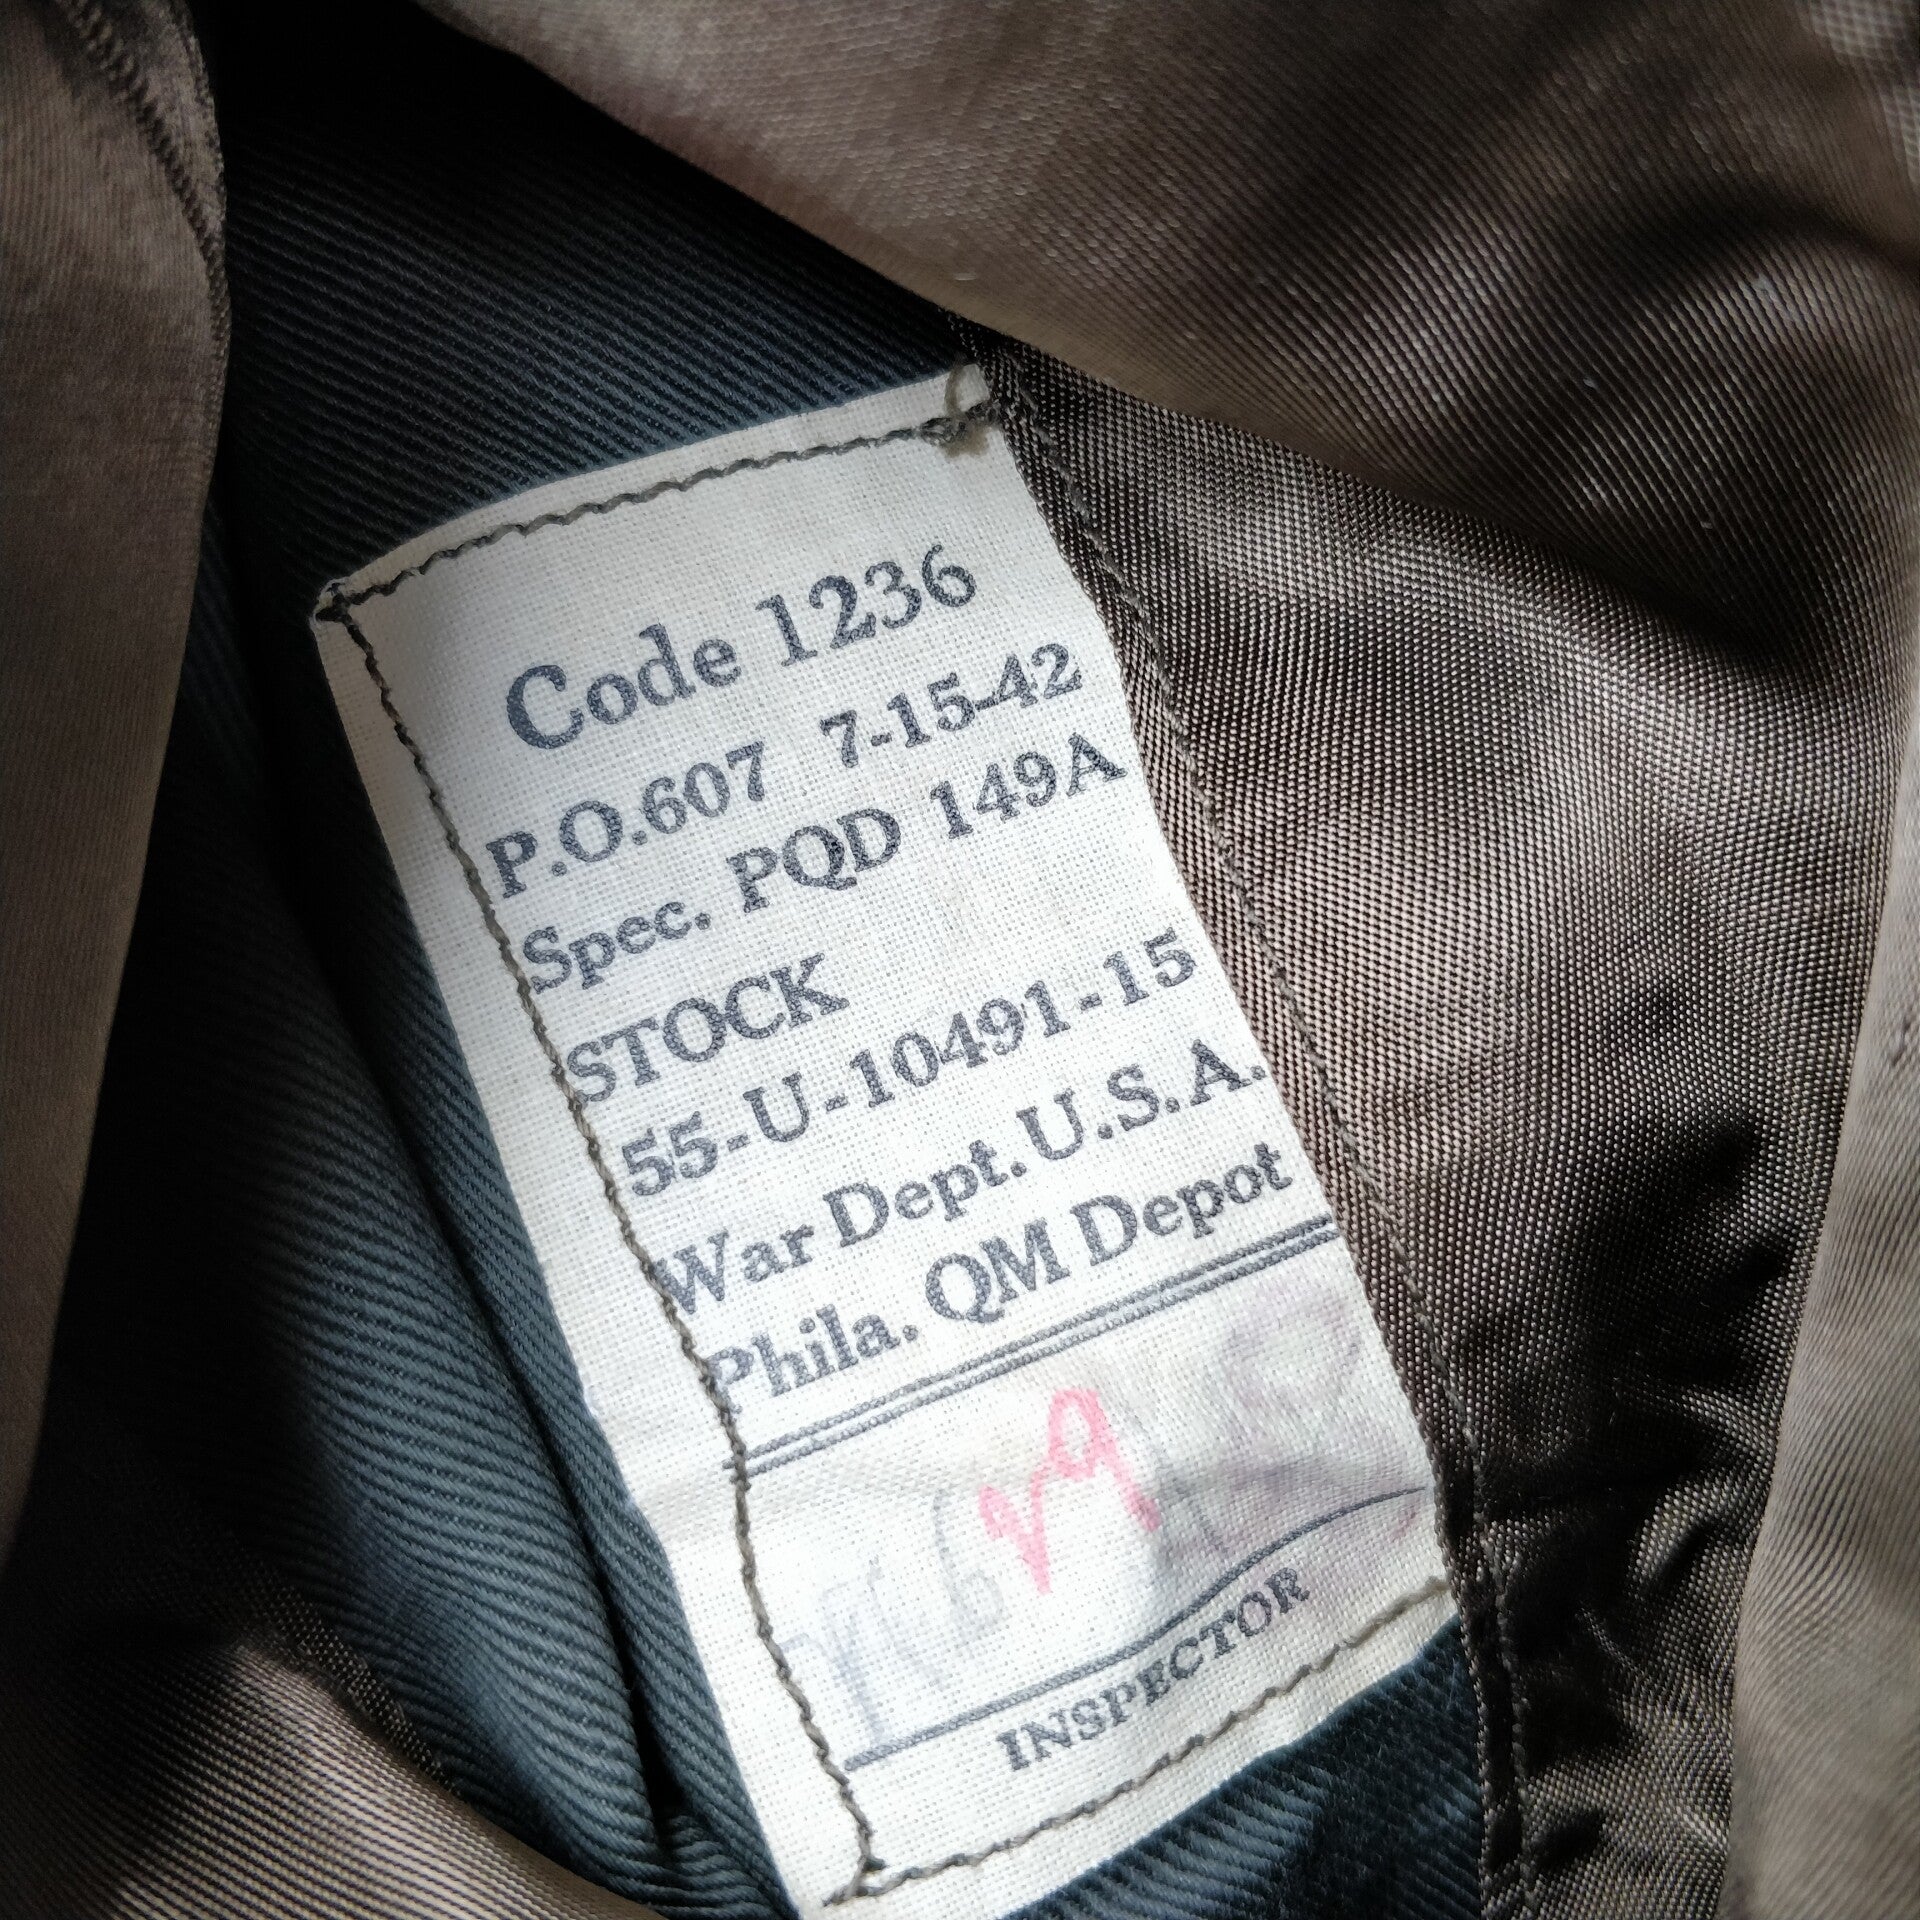 Code 1236
P.O.607 7-15-42
Spec. PQD 149A
STOCK
55-U-10491-15
War Dept. U.S.A.
Phila. QM Depot
INSPECTOR